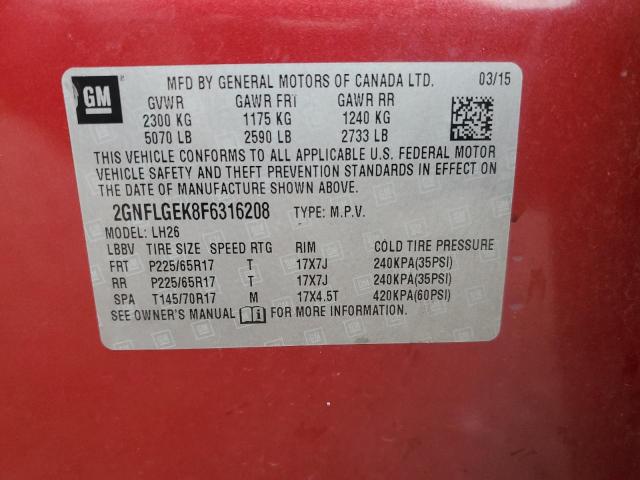 GM
MFD BY GENERAL MOTORS OF CANADA LTD. 03/15
GVWR GAWR FRT GAWR RR
2300 KG 1175 KG 1240 KG
5070 LB 2590 LB 2733 LB
THIS VEHICLE CONFORMS TO ALL APPLICABLE U.S. FEDERAL MOTOR
VEHICLE SAFETY AND THEFT PREVENTION STANDARDS IN EFFECT ON
THE DATE OF MANUFACTURE SHOWN ABOVE.
2GNFLGEK8F6316208 TYPE: M.P.V.
MODEL: LH26
LBBV TIRE SIZE SPEED RTG RIM COLD TIRE PRESSURE
FRT P225/65R17 T 17X7J 240KPA(35PSI)
RR P225/65R17 T 17X7J 240KPA(35PSI)
SPA T145/70R17 M 17X4.5T 420KPA(60PSI)
SEE OWNER'S MANUAL i FOR MORE INFORMATION.